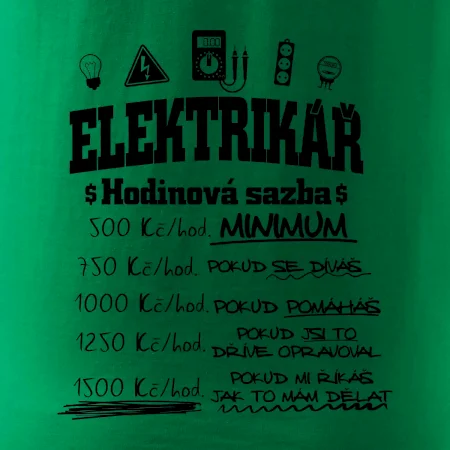 ELEKTRIKÁŘ
$ Hodinová sazba $
500 Kč/hod. MINIMUM
750 Kč/hod. POKUD SE DÍVÁŠ
1000 Kč/hod. POKUD POMÁHÁŠ
1250 Kč/hod. POKUD JSI TO
DŘÍVE OPRAVOVAL
1500 Kč/hod. POKUD MI ŘÍKÁŠ
JAK TO MÁM DĚLAT